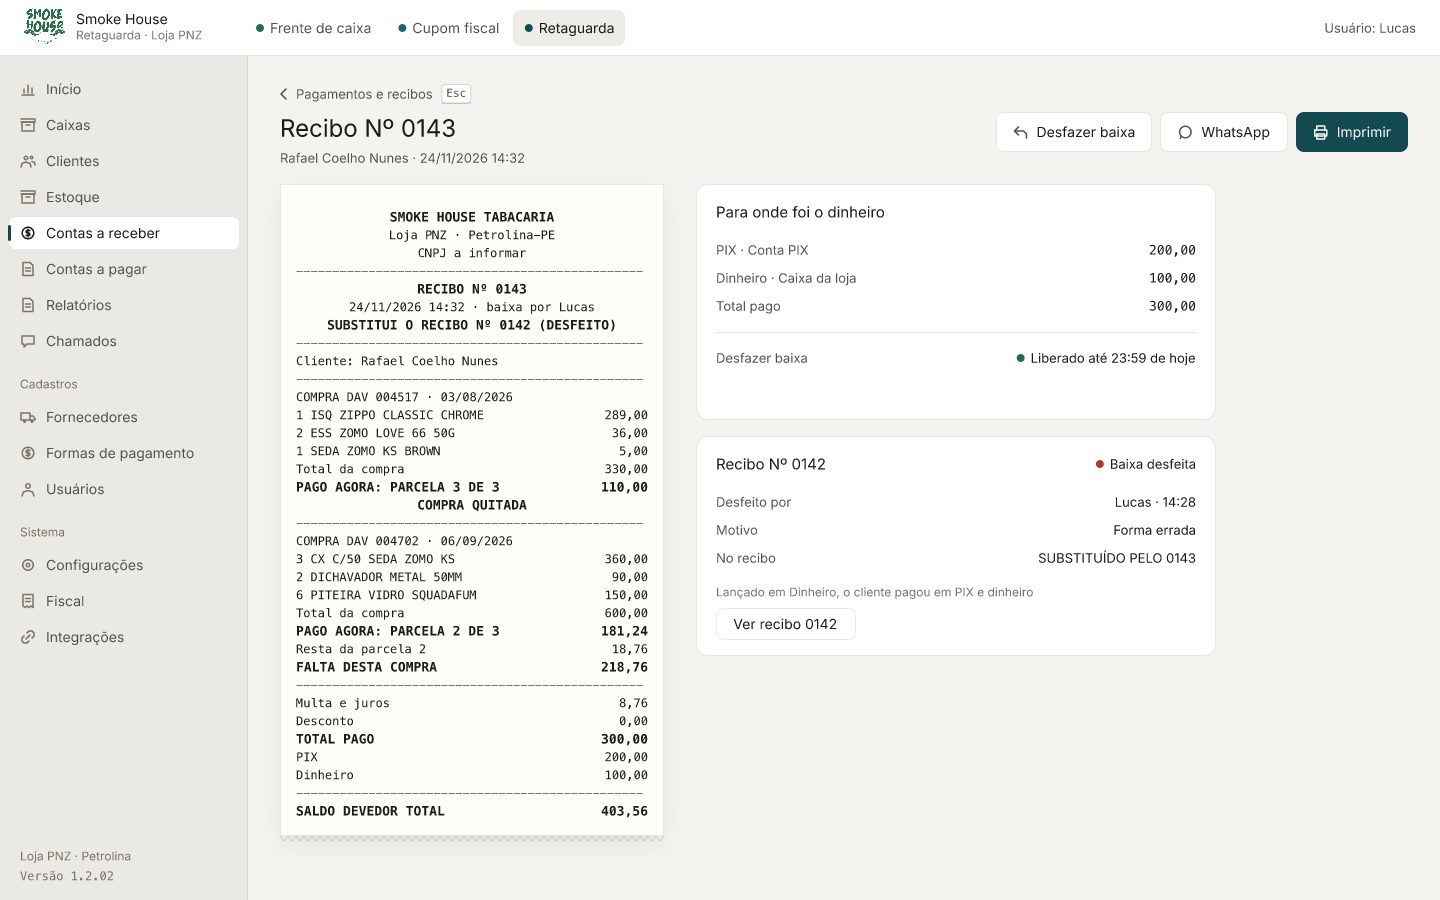 SMOKE HOUSE
Smoke House
Retaguarda · Loja PNZ
Frente de caixa
Cupom fiscal
Retaguarda
Usuário: Lucas
Início
Caixas
Clientes
Estoque
Contas a receber
Contas a pagar
Relatórios
Chamados
Cadastros
Fornecedores
Formas de pagamento
Usuários
Sistema
Configurações
Fiscal
Integrações
Loja PNZ · Petrolina
Versão 1.2.02
Pagamentos e recibos Esc
Recibo Nº 0143
Rafael Coelho Nunes · 24/11/2026 14:32
Desfazer baixa
WhatsApp
Imprimir
SMOKE HOUSE TABACARIA
Loja PNZ · Petrolina–PE
CNPJ a informar
RECIBO Nº 0143
24/11/2026 14:32 · baixa por Lucas
SUBSTITUI O RECIBO Nº 0142 (DESFEITO)
Cliente: Rafael Coelho Nunes
COMPRA DAV 004517 · 03/08/2026
1 ISQ ZIPPO CLASSIC CHROME 289,00
2 ESS ZOMO LOVE 66 50G 36,00
1 SEDA ZOMO KS BROWN 5,00
Total da compra 330,00
PAGO AGORA: PARCELA 3 DE 3 110,00
COMPRA QUITADA
COMPRA DAV 004702 · 06/09/2026
3 CX C/50 SEDA ZOMO KS 360,00
2 DICHAVADOR METAL 50MM 90,00
6 PITEIRA VIDRO SQUADAFUM 150,00
Total da compra 600,00
PAGO AGORA: PARCELA 2 DE 3 181,24
Resta da parcela 2 18,76
FALTA DESTA COMPRA 218,76
Multa e juros 8,76
Desconto 0,00
TOTAL PAGO 300,00
PIX 200,00
Dinheiro 100,00
SALDO DEVEDOR TOTAL 403,56
Para onde foi o dinheiro
PIX · Conta PIX 200,00
Dinheiro · Caixa da loja 100,00
Total pago 300,00
Desfazer baixa Liberado até 23:59 de hoje
Recibo Nº 0142 Baixa desfeita
Desfeito por Lucas · 14:28
Motivo Forma errada
No recibo SUBSTITUÍDO PELO 0143
Lançado em Dinheiro, o cliente pagou em PIX e dinheiro
Ver recibo 0142